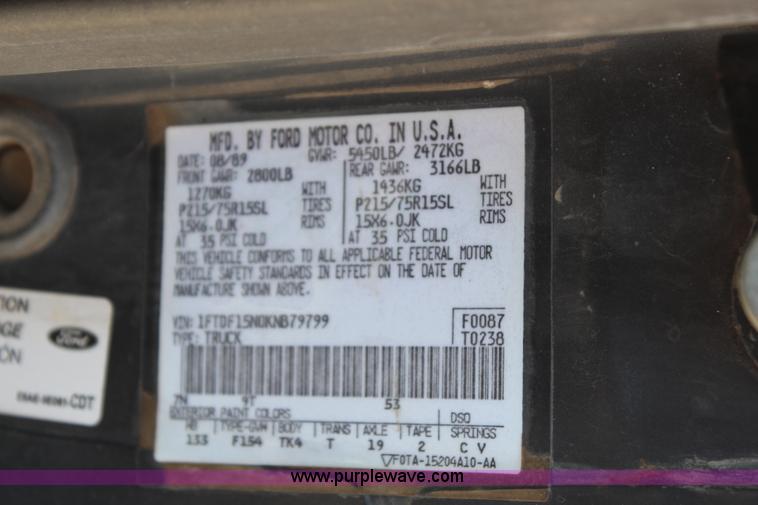 MFD. BY FORD MOTOR CO. IN U.S.A.
DATE: 08/89 GVWR: 5450LB/ 2472KG
FRONT GAWR: 2800LB REAR GAWR: 3166LB
1270KG WITH 1436KG WITH
P215/75R15SL TIRES P215/75R15SL TIRES
15X6.0JK RIMS 15X6.0JK RIMS
AT 35 PSI COLD AT 35 PSI COLD
THIS VEHICLE CONFORMS TO ALL APPLICABLE FEDERAL MOTOR
VEHICLE SAFETY STANDARDS IN EFFECT ON THE DATE OF
MANUFACTURE SHOWN ABOVE.
VIN: 1FTDF15N0KNB79799 F0087
TYPE: TRUCK T0238
7N 9T 53
EXTERIOR PAINT COLORS DSO
WB TYPE-GVW BODY TRANS AXLE TAPE SPRINGS
133 F154 TK4 T 19 2 C V
▽F0TA-15204A10-AA
Ford
CDT
www.purplewave.com